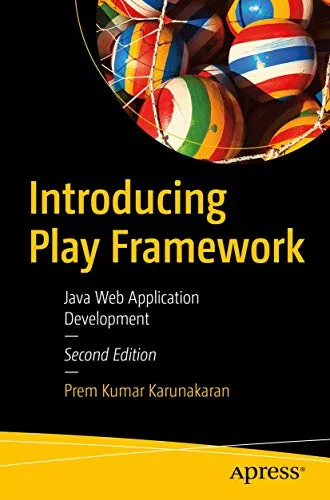 Introducing
Play Framework
Java Web Application
Development
—
Second Edition
—
Prem Kumar Karunakaran
Apress®